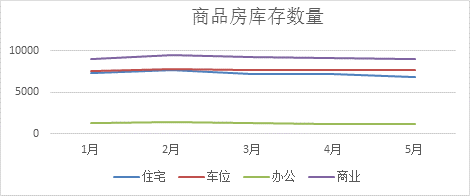 商品房库存数量
10000
5000
0
1月 2月 3月 4月 5月
住宅 车位 办公 商业